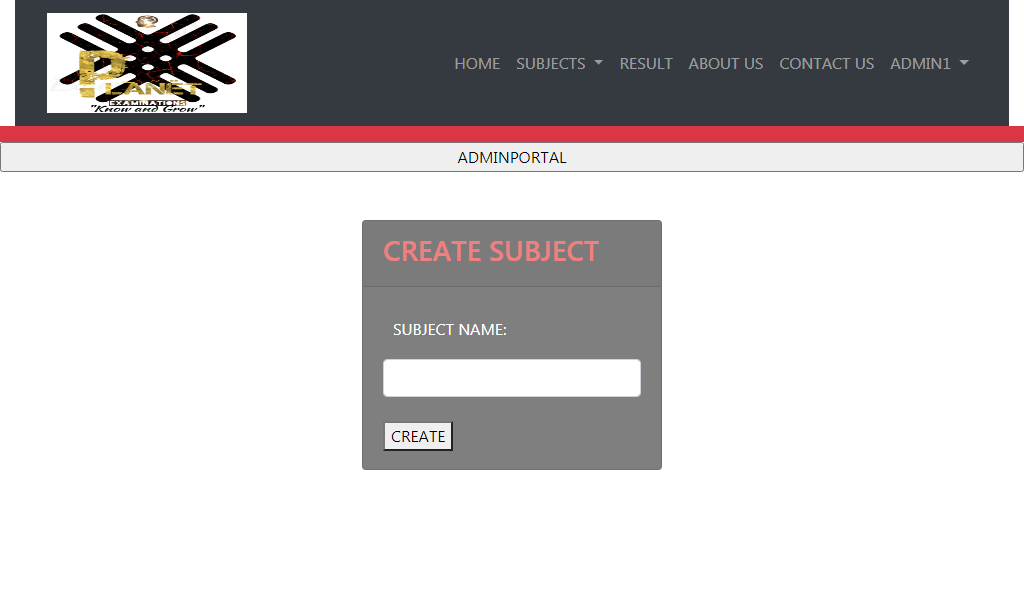 PLANET
EXAMINATIONS
"Know and Grow"
HOME SUBJECTS RESULT ABOUT US CONTACT US ADMIN1
ADMINPORTAL
CREATE SUBJECT
SUBJECT NAME:
CREATE